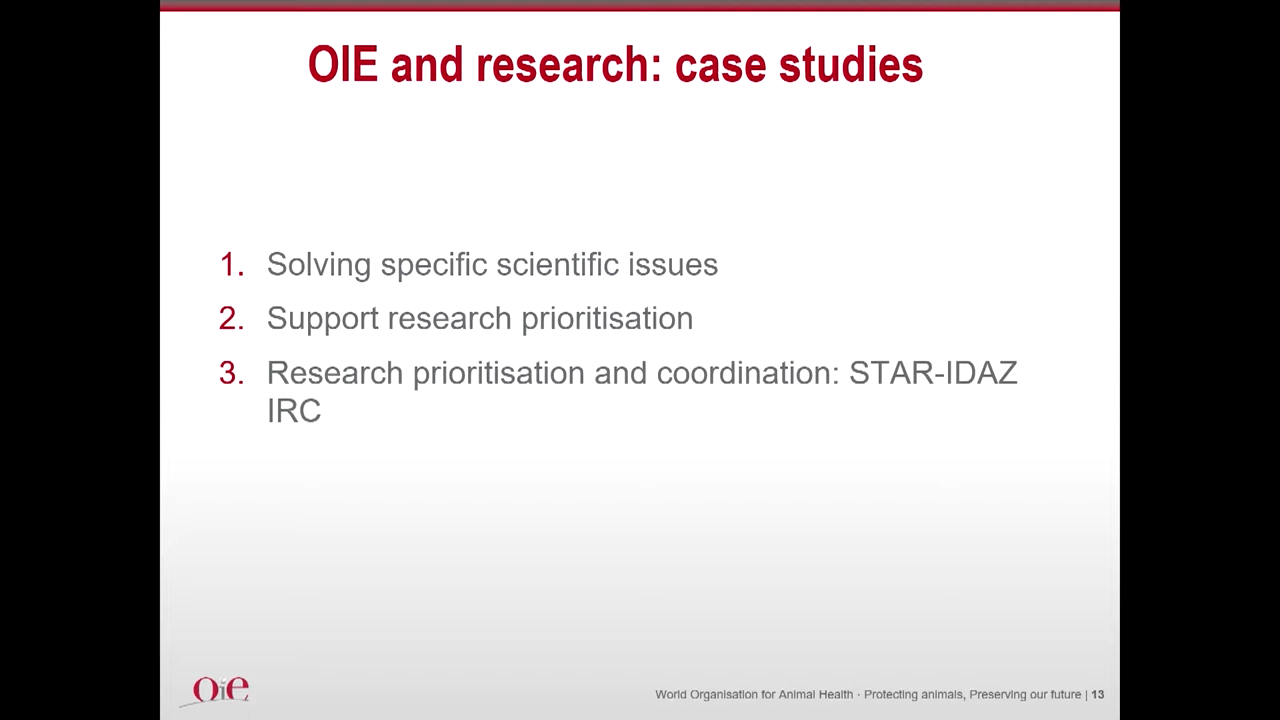 OIE and research: case studies
1. Solving specific scientific issues
2. Support research prioritisation
3. Research prioritisation and coordination: STAR-IDAZ
IRC
OiE
World Organisation for Animal Health · Protecting animals, Preserving our future | 13